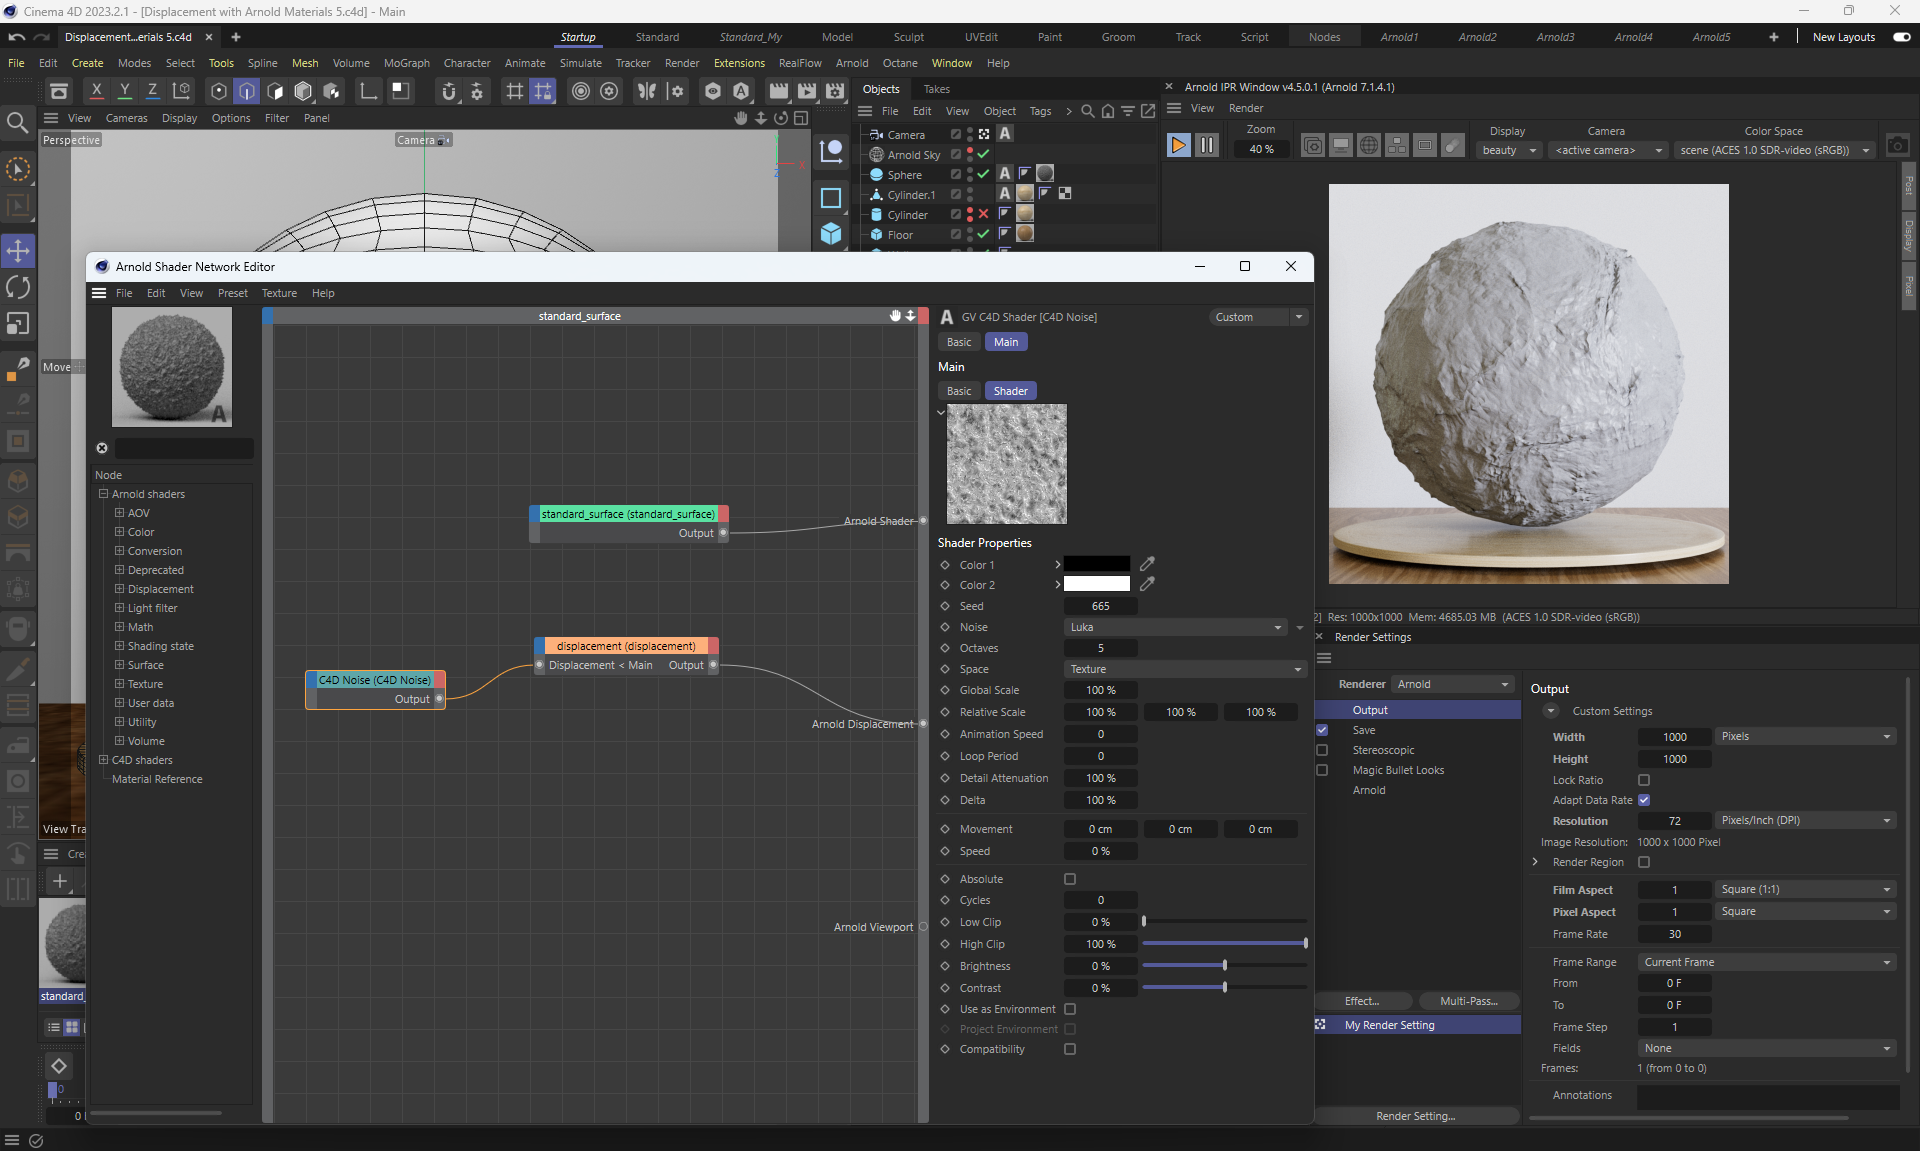 Cinema 4D 2023.2.1 - [Displacement with Arnold Materials 5.c4d] - Main
Displacement...erials 5.c4d × +
Startup Standard Standard_My Model Sculpt UVEdit Paint Groom Track Script Nodes Arnold1 Arnold2 Arnold3 Arnold4 Arnold5 + New Layouts
File Edit Create Modes Select Tools Spline Mesh Volume MoGraph Character Animate Simulate Tracker Render Extensions RealFlow Arnold Octane Window Help
X Y Z
Objects Takes
File Edit View Object Tags
View Cameras Display Options Filter Panel
Perspective
Camera
Camera
Arnold Sky
Sphere
Cylinder.1
Cylinder
Floor
Arnold IPR Window v4.5.0.1 (Arnold 7.1.4.1)
View Render
Zoom Display Camera Color Space
40 % beauty <active camera> scene (ACES 1.0 SDR-video (sRGB))
Post
Display
Pixel
Arnold Shader Network Editor
File Edit View Preset Texture Help
standard_surface
Move
View Tra
Crea
standard_
0
0
Node
Arnold shaders
AOV
Color
Conversion
Deprecated
Displacement
Light filter
Math
Shading state
Surface
Texture
User data
Utility
Volume
C4D shaders
Material Reference
standard_surface (standard_surface)
Output
Arnold Shader
displacement (displacement)
Displacement < Main Output
C4D Noise (C4D Noise)
Output
Arnold Displacement
Arnold Viewport
GV C4D Shader [C4D Noise] Custom
Basic Main
Main
Basic Shader
Shader Properties
Color 1
Color 2
Seed 665
Noise Luka
Octaves 5
Space Texture
Global Scale 100 %
Relative Scale 100 % 100 % 100 %
Animation Speed 0
Loop Period 0
Detail Attenuation 100 %
Delta 100 %
Movement 0 cm 0 cm 0 cm
Speed 0 %
Absolute
Cycles 0
Low Clip 0 %
High Clip 100 %
Brightness 0 %
Contrast 0 %
Use as Environment
Project Environment
Compatibility
2] Res: 1000x1000 Mem: 4685.03 MB (ACES 1.0 SDR-video (sRGB))
Render Settings
Renderer Arnold
Output
Save
Stereoscopic
Magic Bullet Looks
Arnold
Effect... Multi-Pass...
My Render Setting
Render Setting...
Output
Custom Settings
Width 1000 Pixels
Height 1000
Lock Ratio
Adapt Data Rate
Resolution 72 Pixels/Inch (DPI)
Image Resolution: 1000 x 1000 Pixel
Render Region
Film Aspect 1 Square (1:1)
Pixel Aspect 1 Square
Frame Rate 30
Frame Range Current Frame
From 0 F
To 0 F
Frame Step 1
Fields None
Frames: 1 (from 0 to 0)
Annotations